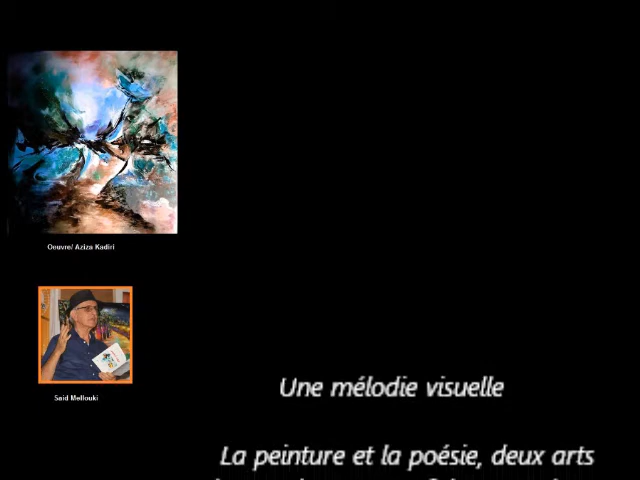 Oeuvre/ Aziza Kadiri
Said Mellouki
Une mélodie visuelle
La peinture et la poésie, deux arts